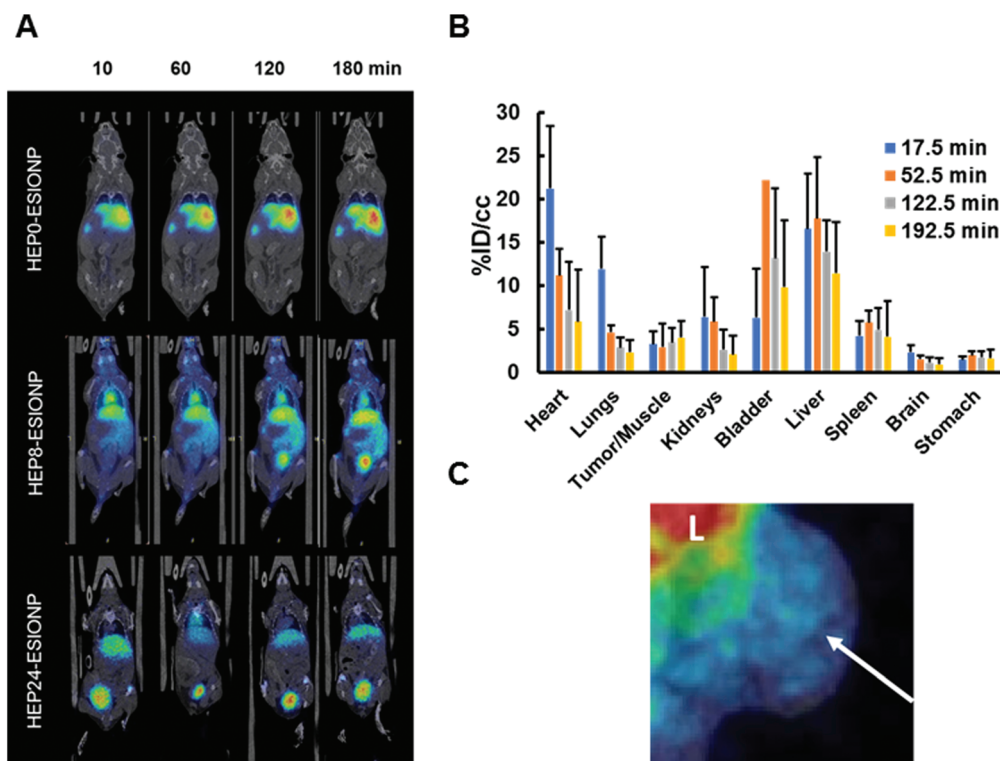 A
10 60 120 180 min
HEP0-ESIONP
HEP8-ESIONP
HEP24-ESIONP
B
%ID/cc
30
25
20
15
10
5
0
17.5 min
52.5 min
122.5 min
192.5 min
Heart
Lungs
Tumor/Muscle
Kidneys
Bladder
Liver
Spleen
Brain
Stomach
C
L